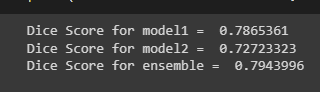 Dice Score for model1 =  0.7865361
Dice Score for model2 =  0.72723323
Dice Score for ensemble =  0.7943996